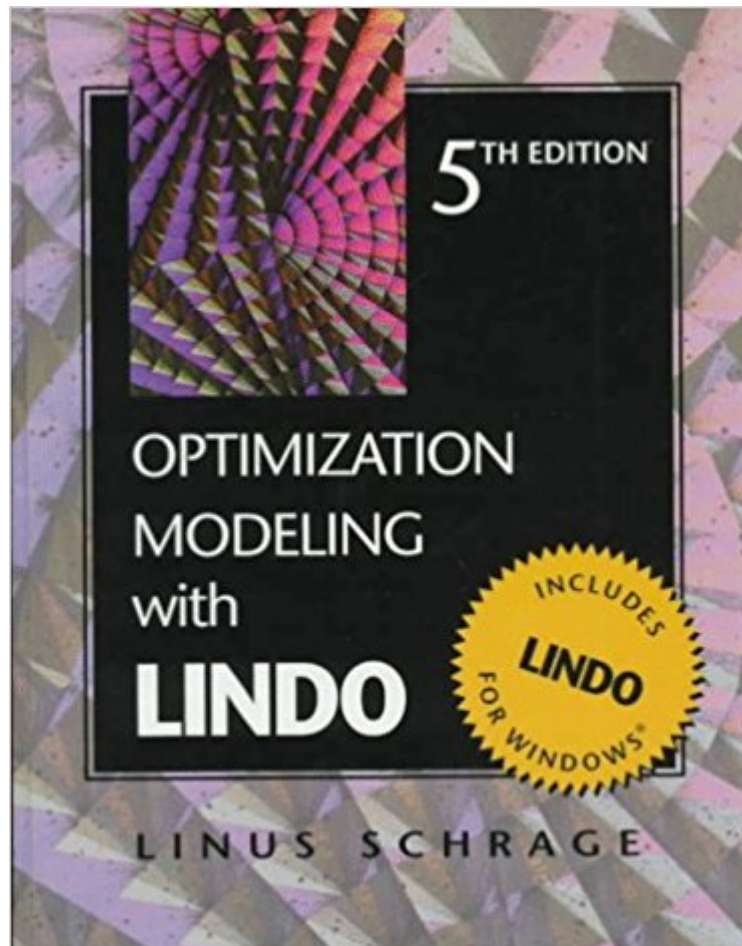 5TH EDITION
OPTIMIZATION
MODELING
with
LINDO
INCLUDES
LINDO
FOR WINDOWS®
LINUS SCHRAGE